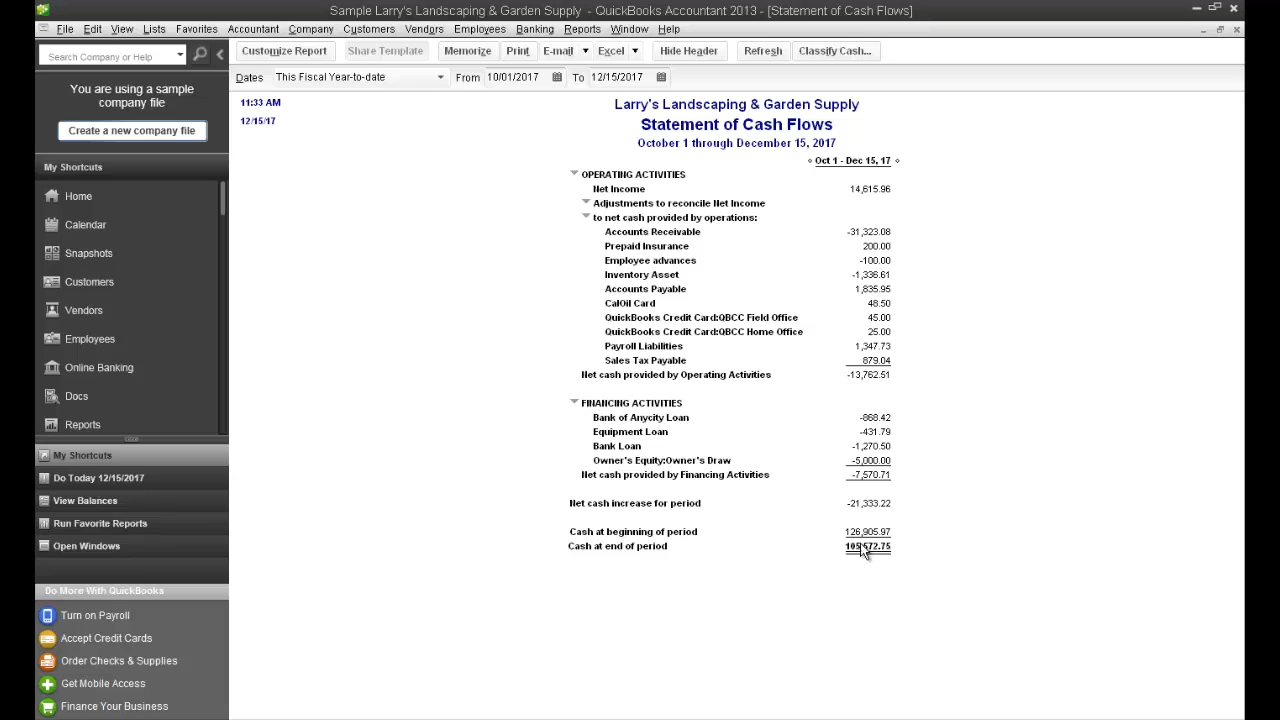 Sample Larry's Landscaping & Garden Supply - QuickBooks Accountant 2013 - [Statement of Cash Flows]
File Edit View Lists Favorites Accountant Company Customers Vendors Employees Banking Reports Window Help
Search Company or Help
Customize Report Share Template Memorize Print E-mail Excel Hide Header Refresh Classify Cash...
Dates This Fiscal Year-to-date From 10/01/2017 To 12/15/2017
You are using a sample
company file
Create a new company file
My Shortcuts
Home
Calendar
Snapshots
Customers
Vendors
Employees
Online Banking
Docs
Reports
My Shortcuts
Do Today 12/15/2017
View Balances
Run Favorite Reports
Open Windows
Do More With QuickBooks
Turn on Payroll
Accept Credit Cards
Order Checks & Supplies
Get Mobile Access
Finance Your Business
11:33 AM
12/15/17
Larry's Landscaping & Garden Supply
Statement of Cash Flows
October 1 through December 15, 2017
Oct 1 - Dec 15, 17
OPERATING ACTIVITIES
Net Income 14,615.96
Adjustments to reconcile Net Income
to net cash provided by operations:
Accounts Receivable -31,323.08
Prepaid Insurance 200.00
Employee advances -100.00
Inventory Asset -1,336.61
Accounts Payable 1,835.95
CalOil Card 48.50
QuickBooks Credit Card:QBCC Field Office 45.00
QuickBooks Credit Card:QBCC Home Office 25.00
Payroll Liabilities 1,347.73
Sales Tax Payable 879.04
Net cash provided by Operating Activities -13,762.51
FINANCING ACTIVITIES
Bank of Anycity Loan -868.42
Equipment Loan -431.79
Bank Loan -1,270.50
Owner's Equity:Owner's Draw -5,000.00
Net cash provided by Financing Activities -7,570.71
Net cash increase for period -21,333.22
Cash at beginning of period 126,905.97
Cash at end of period 105,572.75